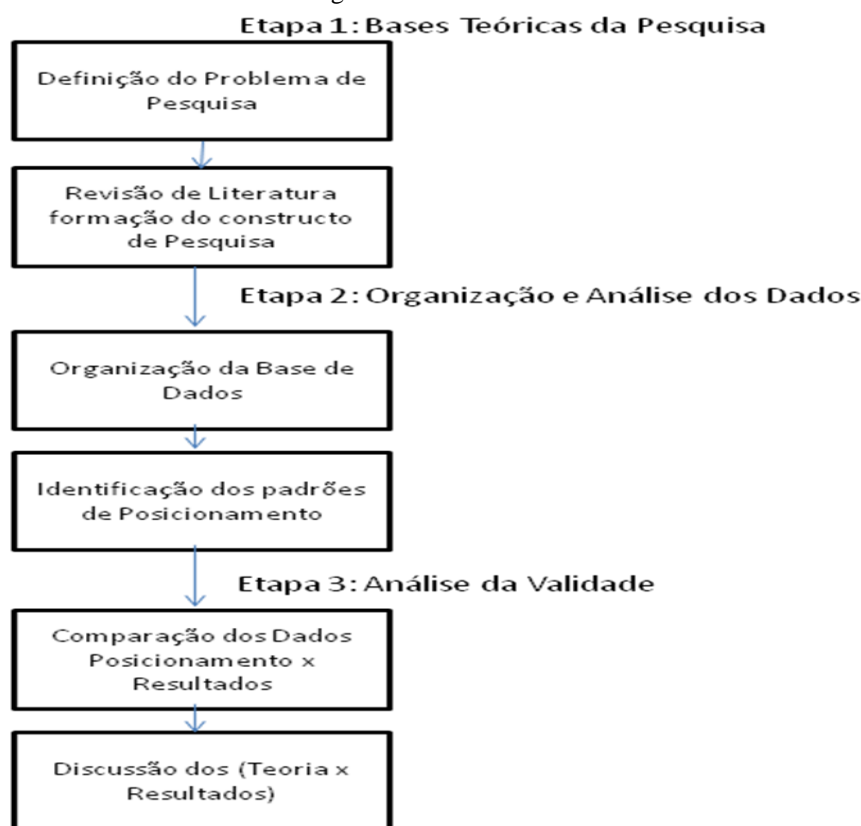 Etapa 1: Bases Teóricas da Pesquisa
Definição do Problema de
Pesquisa
Revisão de Literatura
formação do constructo
de Pesquisa
Etapa 2: Organização e Análise dos Dados
Organização da Base de
Dados
Identificação dos padrões
de Posicionamento
Etapa 3: Análise da Validade
Comparação dos Dados
Posicionamento x
Resultados
Discussão dos (Teoria x
Resultados)